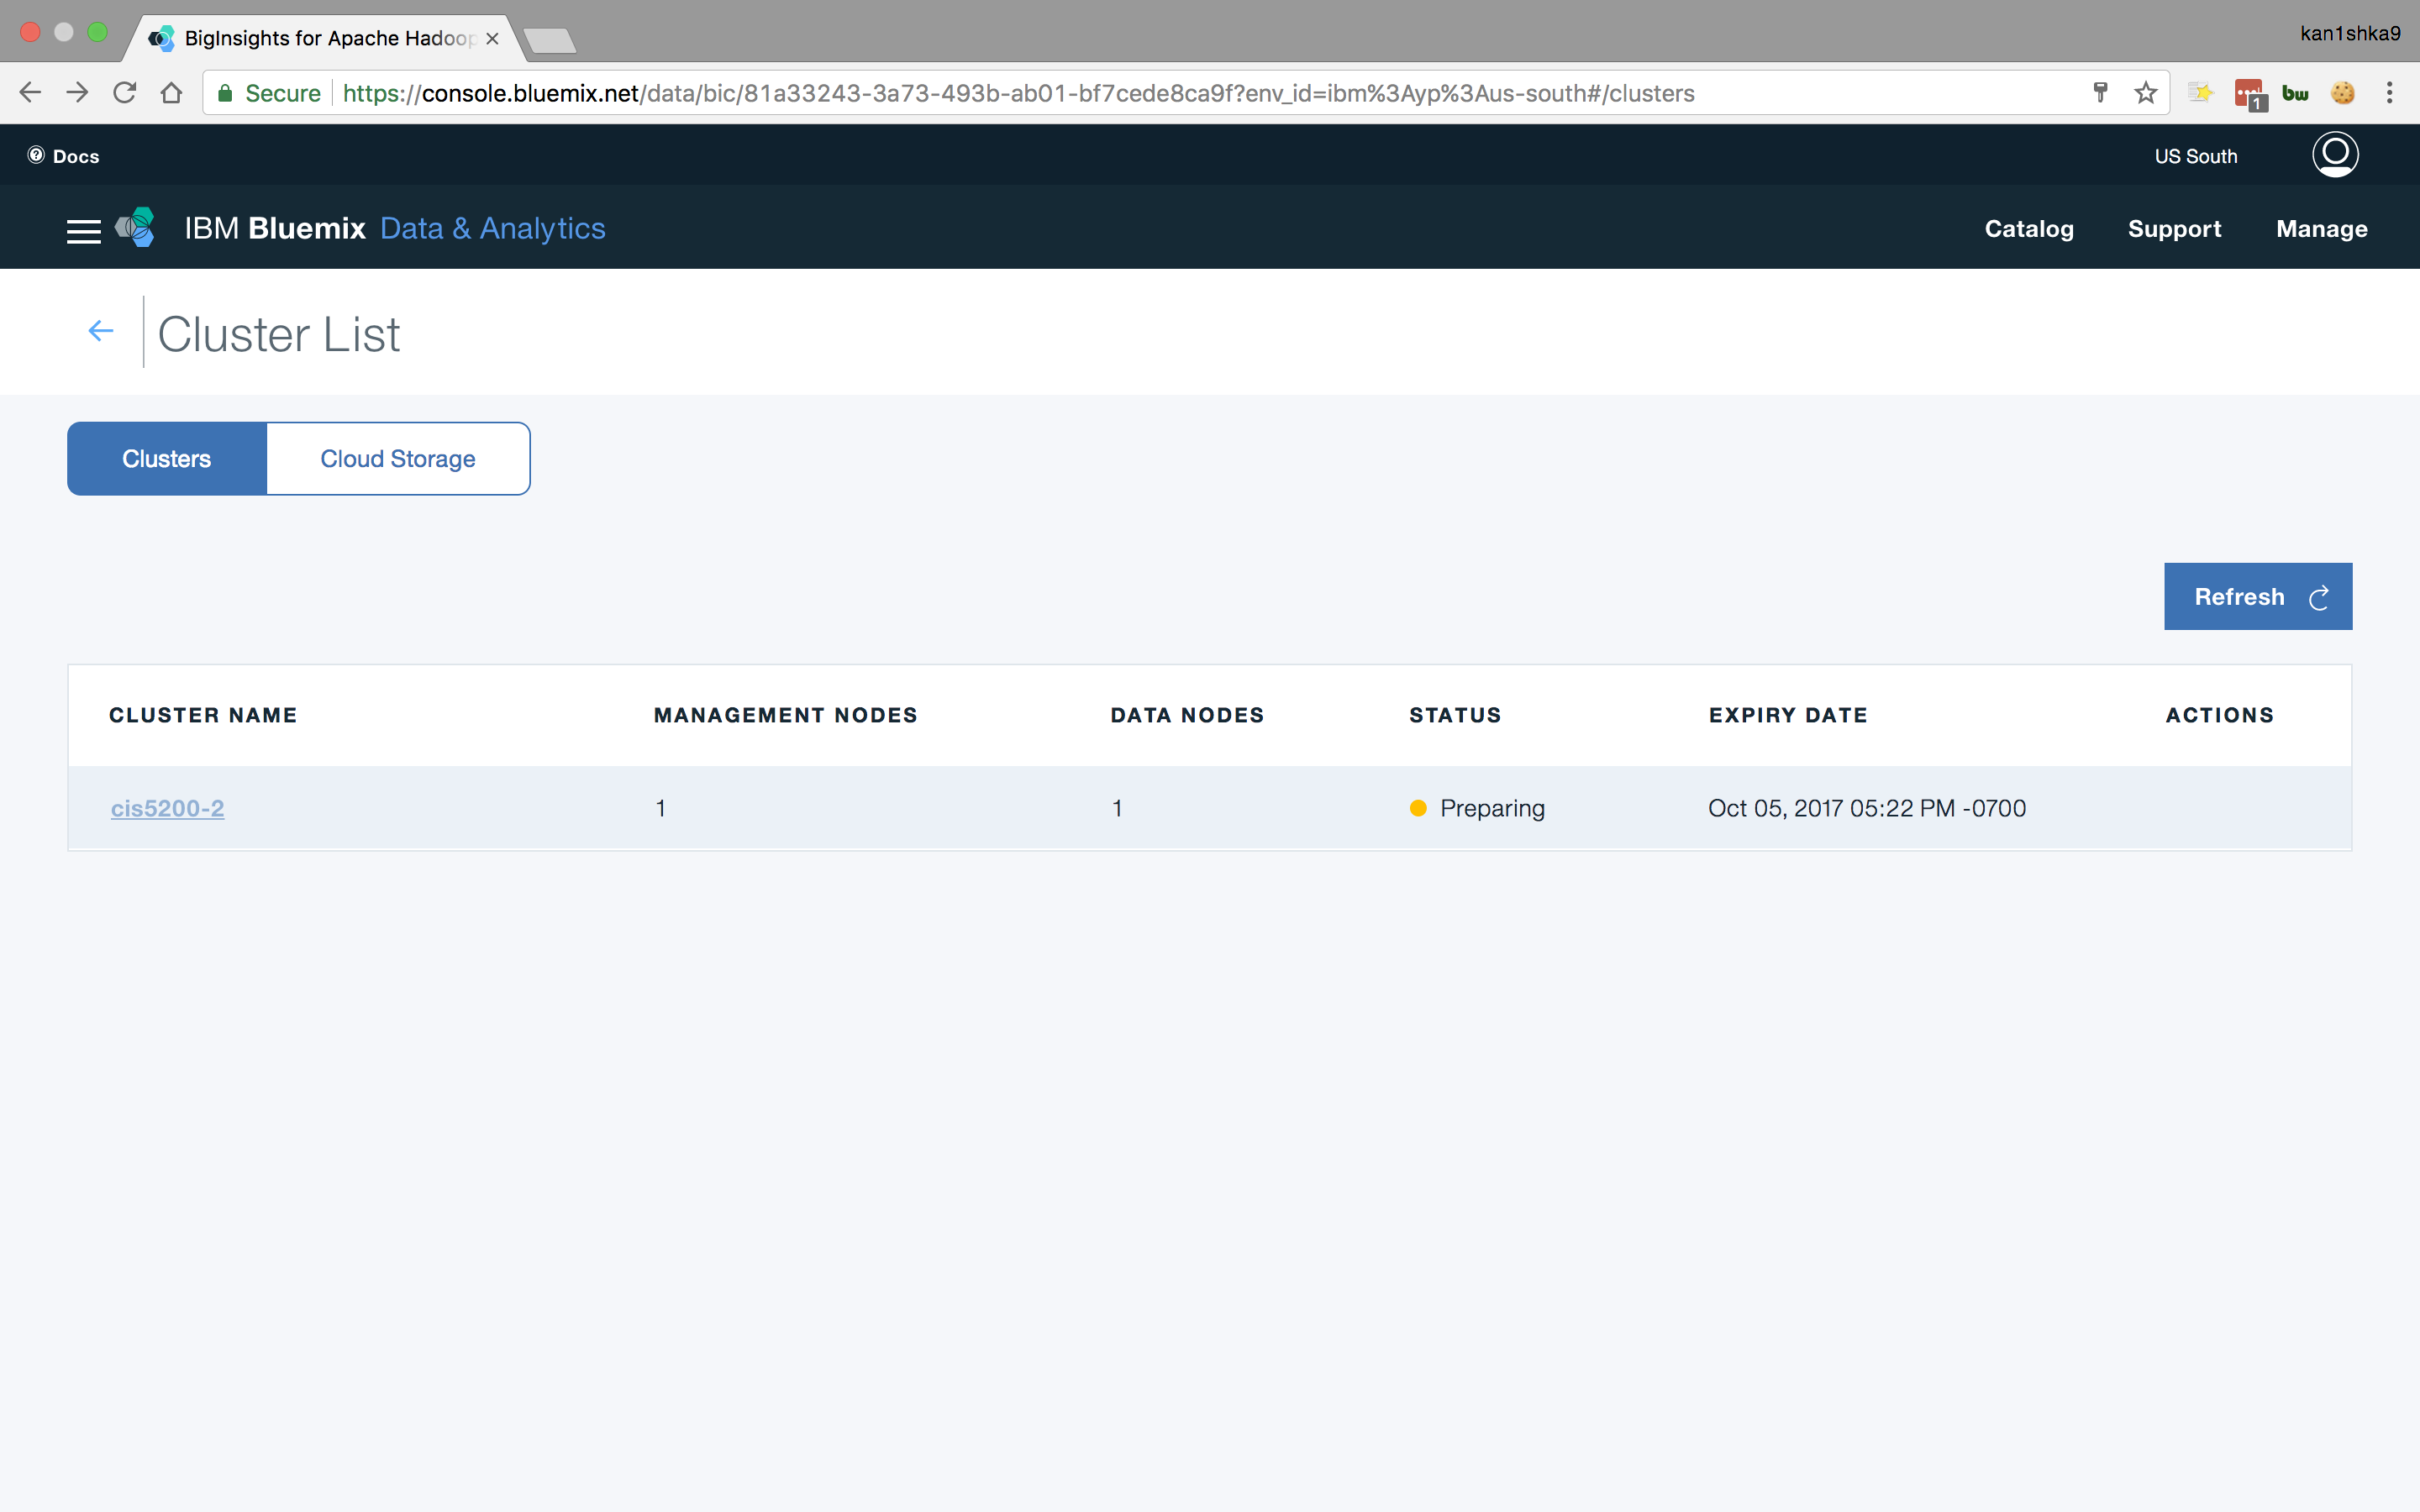 BigInsights for Apache Hadoop
kan1shka9
Secure https://console.bluemix.net/data/bic/81a33243-3a73-493b-ab01-bf7cede8ca9f?env_id=ibm%3Ayp%3Aus-south#/clusters
1
bw
Docs
US South
IBM Bluemix Data & Analytics
Catalog Support Manage
Cluster List
Clusters
Cloud Storage
Refresh
CLUSTER NAME MANAGEMENT NODES DATA NODES STATUS EXPIRY DATE ACTIONS
cis5200-2 1 1 Preparing Oct 05, 2017 05:22 PM -0700